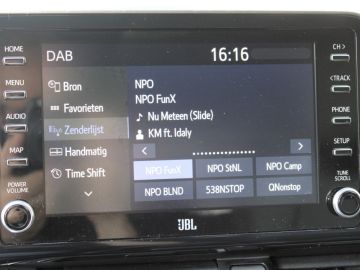 DAB
16:16
HOME
MENU
AUDIO
MAP
POWER
VOLUME
Bron
Favorieten
Zenderlijst
Handmatig
Time Shift
NPO
NPO FunX
Nu Meteen (Slide)
KM ft. Idaly
NPO FunX
NPO StNL
NPO Camp
NPO BLND
538NSTOP
QNonstop
CH >
< TRACK
PHONE
SETUP
TUNE
SCROLL
JBL